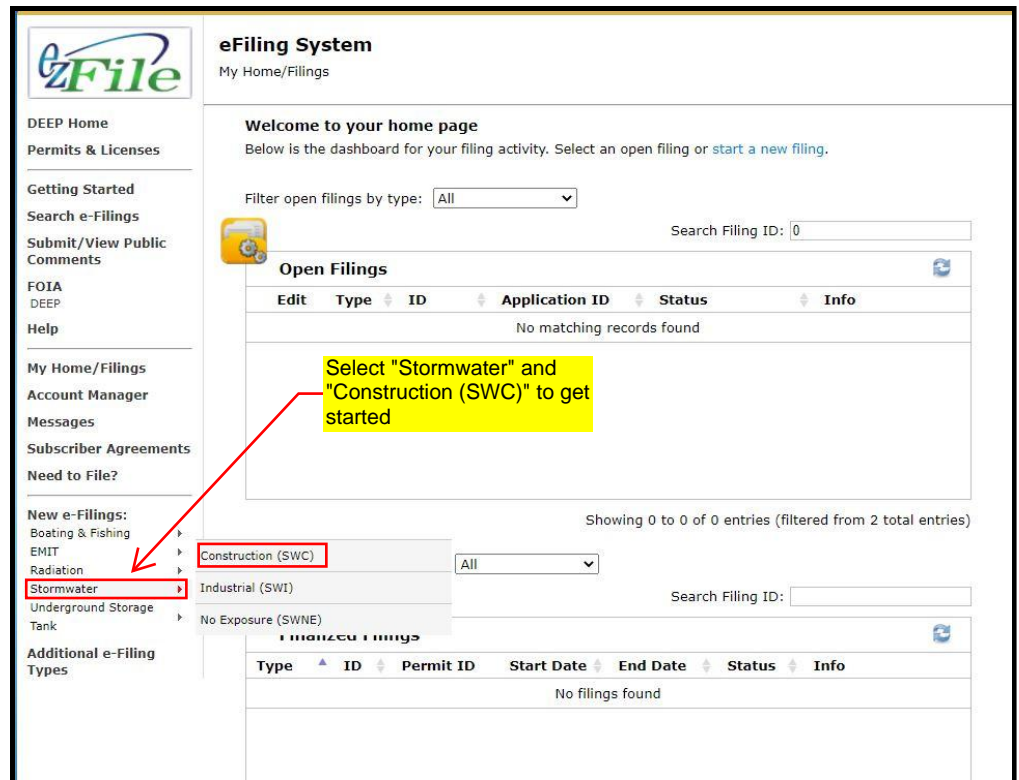 ezFile
eFiling System
My Home/Filings
DEEP Home
Permits & Licenses
Getting Started
Search e-Filings
Submit/View Public
Comments
FOIA
DEEP
Help
My Home/Filings
Account Manager
Messages
Subscriber Agreements
Need to File?
New e-Filings:
Boating & Fishing
EMIT
Radiation
Stormwater
Underground Storage
Tank
Additional e-Filing
Types
Construction (SWC)
Industrial (SWI)
No Exposure (SWNE)
Welcome to your home page
Below is the dashboard for your filing activity. Select an open filing or start a new filing.
Filter open filings by type: All
Search Filing ID: 0
Open Filings
Edit Type ID Application ID Status Info
No matching records found
Select "Stormwater" and
"Construction (SWC)" to get
started
Showing 0 to 0 of 0 entries (filtered from 2 total entries)
All
Search Filing ID:
Finalized Filings
Type ID Permit ID Start Date End Date Status Info
No filings found